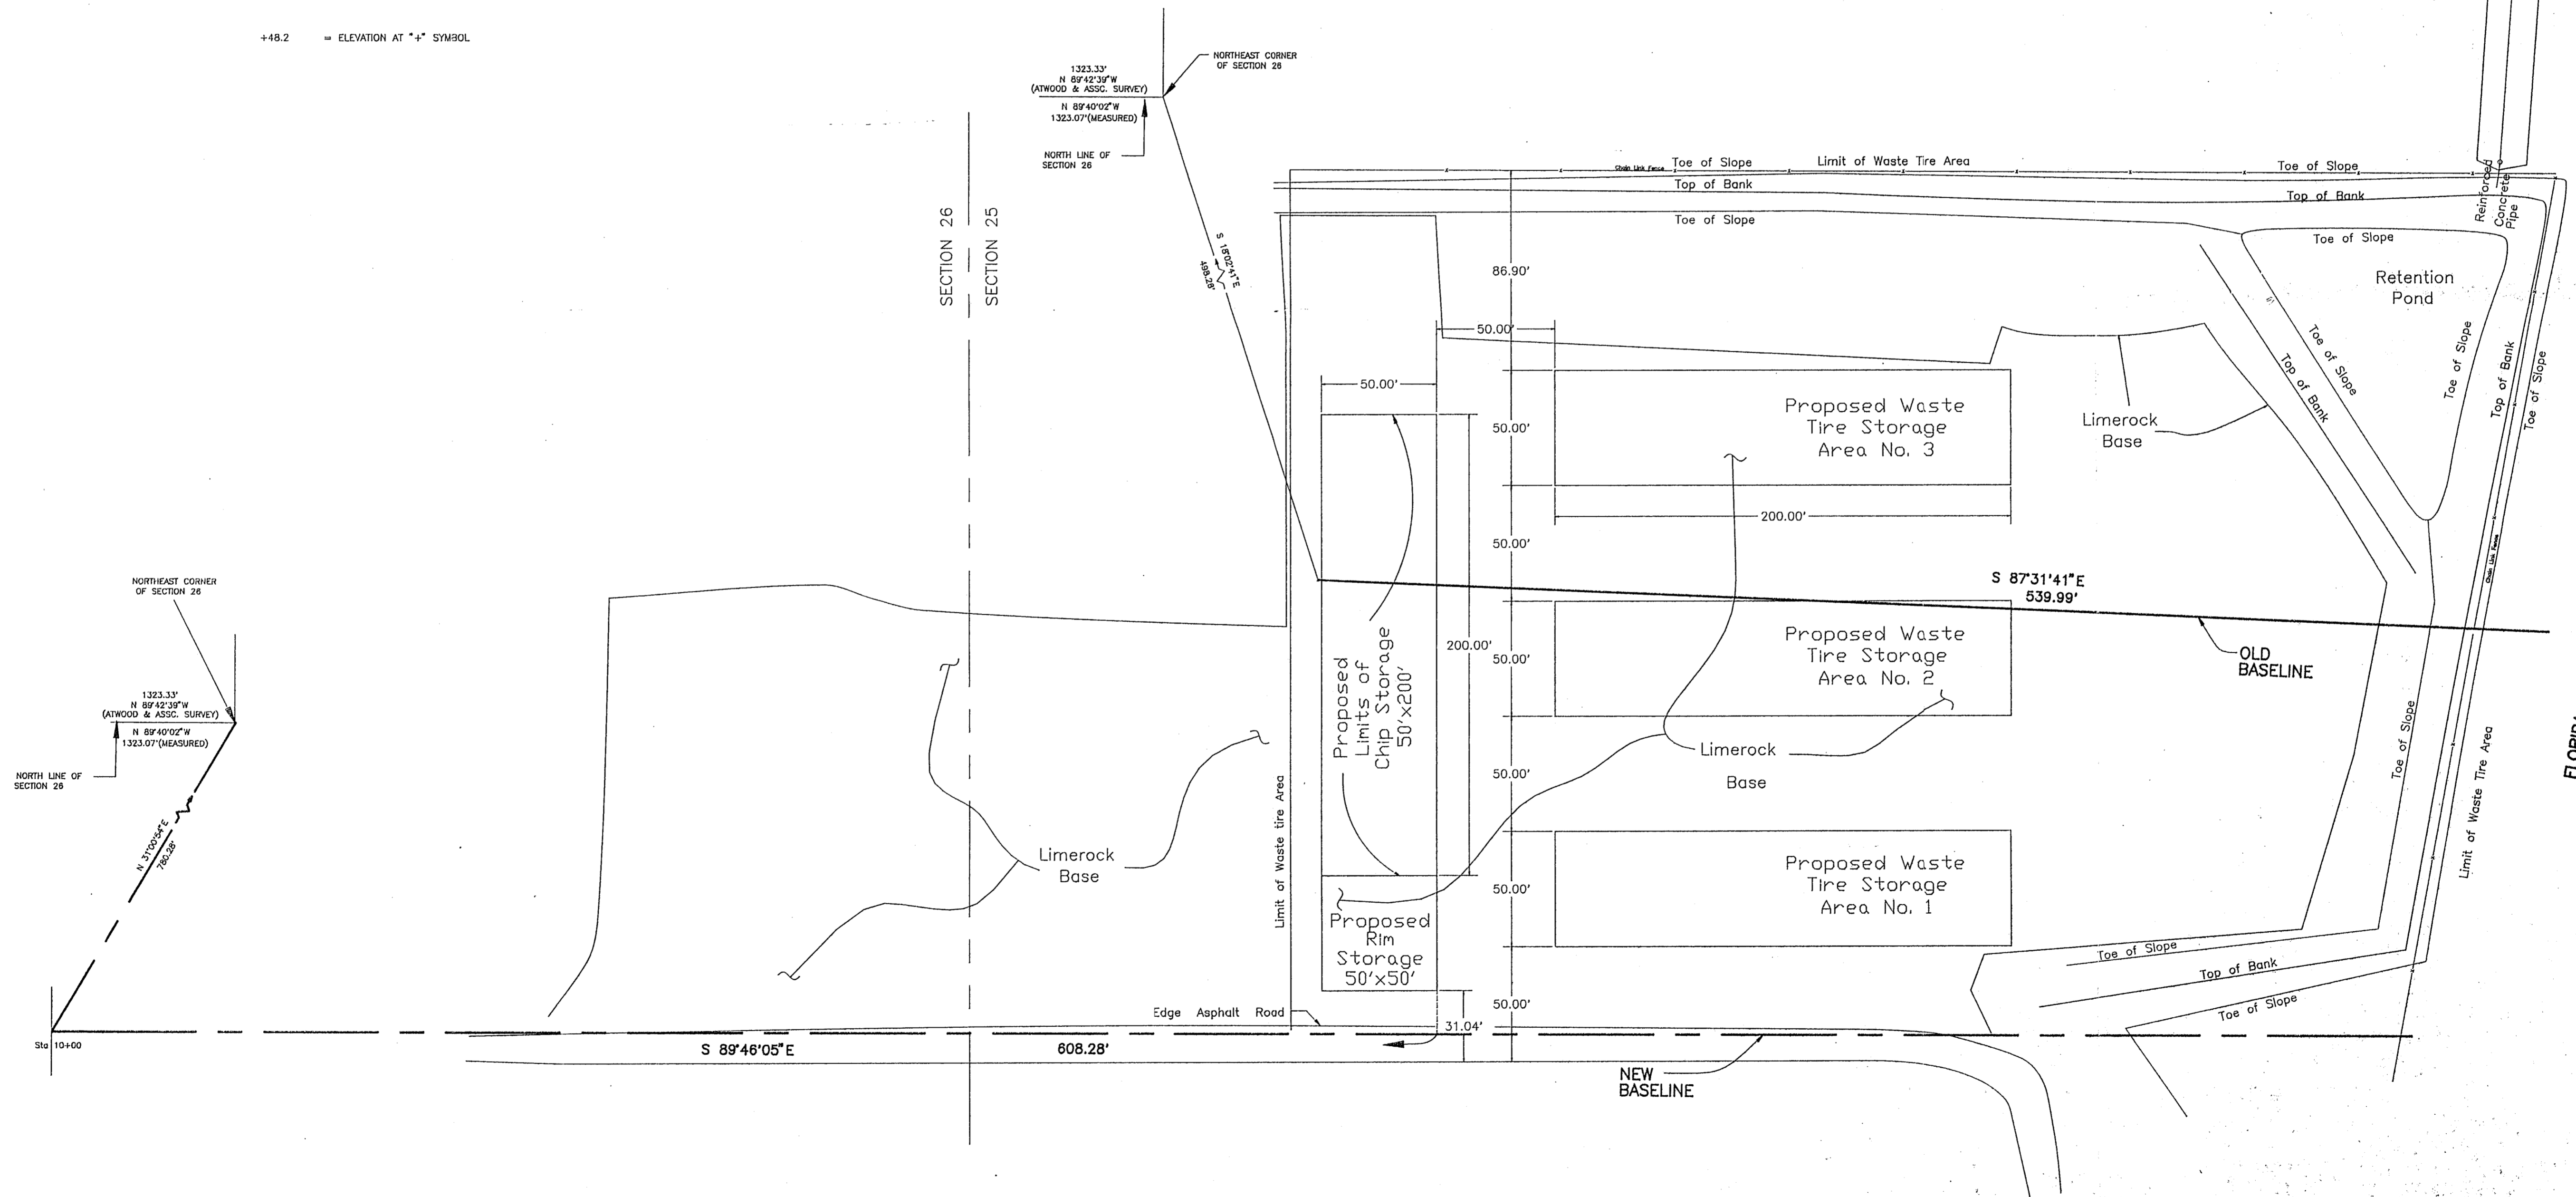 +48.2 = ELEVATION AT "+" SYMBOL
NORTHEAST CORNER
OF SECTION 26
1323.33'
N 89°42'39"W
(ATWOOD & ASSC. SURVEY)
N 89°40'02"W
1323.07'(MEASURED)
NORTH LINE OF
SECTION 26
SECTION 26
SECTION 25
S 18°02'41"E
498.28'
Chain Link Fence
Toe of Slope
Limit of Waste Tire Area
Toe of Slope
Top of Bank
Top of Bank
Toe of Slope
Toe of Slope
Reinforced
Concrete
Pipe
Retention
Pond
Toe of Slope
Top of Bank
Toe of Slope
Top of Bank
Toe of Slope
Chain Link Fence
86.90'
50.00'
50.00'
50.00'
Proposed Waste
Tire Storage
Area No. 3
Limerock
Base
200.00'
50.00'
S 87°31'41"E
539.99'
OLD
BASELINE
Proposed Waste
Tire Storage
Area No. 2
200.00'
50.00'
Proposed
Limits of
Chip Storage
50'x200'
Limerock
Base
50.00'
Toe of Slope
Limit of Waste Tire Area
Limit of Waste tire Area
Proposed Waste
Tire Storage
Area No. 1
50.00'
Proposed
Rim
Storage
50'x50'
50.00'
31.04'
Toe of Slope
Top of Bank
Toe of Slope
NORTHEAST CORNER
OF SECTION 26
1323.33'
N 89°42'39"W
(ATWOOD & ASSC. SURVEY)
N 89°40'02"W
1323.07'(MEASURED)
NORTH LINE OF
SECTION 26
N 31°00'54"E
780.28'
Limerock
Base
Edge Asphalt Road
Sta 10+00
S 89°46'05"E 608.28'
NEW
BASELINE